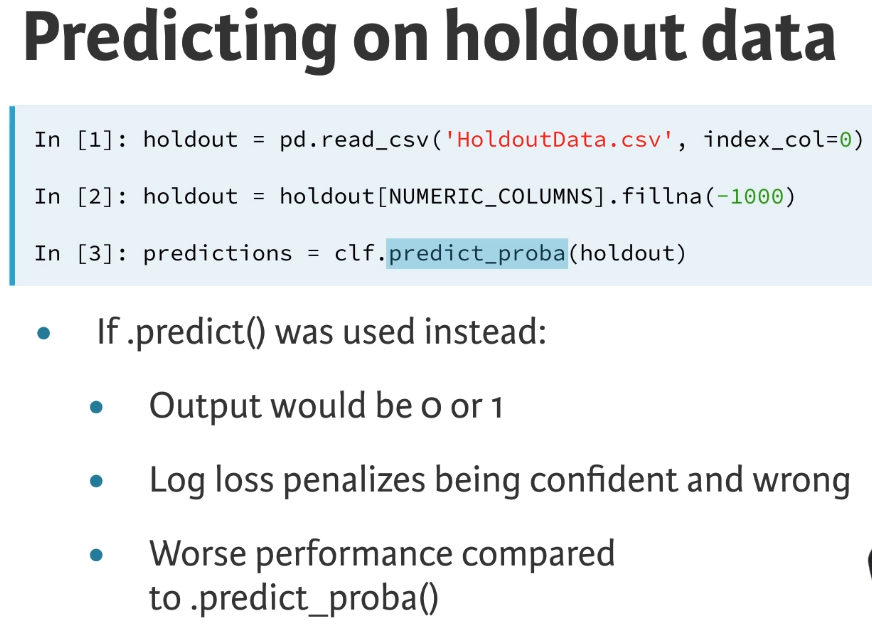 Predicting on holdout data
In [1]: holdout = pd.read_csv('HoldoutData.csv', index_col=0)
In [2]: holdout = holdout[NUMERIC_COLUMNS].fillna(-1000)
In [3]: predictions = clf.predict_proba(holdout)
• If .predict() was used instead:
• Output would be 0 or 1
• Log loss penalizes being confident and wrong
• Worse performance compared
to .predict_proba()